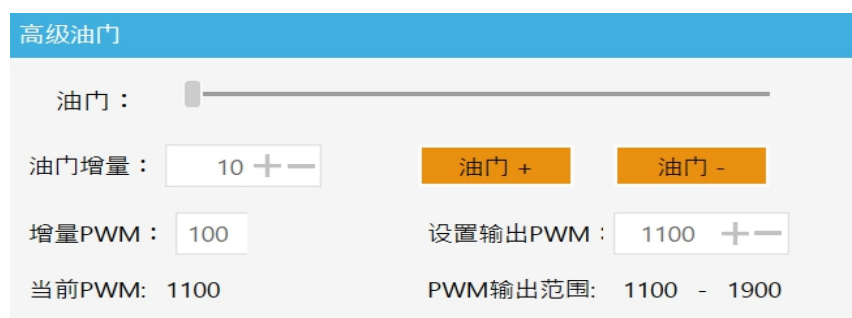 高级油门
油门：
油门增量： 10 油门 + 油门 -
增量PWM： 100 设置输出PWM： 1100
当前PWM: 1100 PWM输出范围: 1100 - 1900